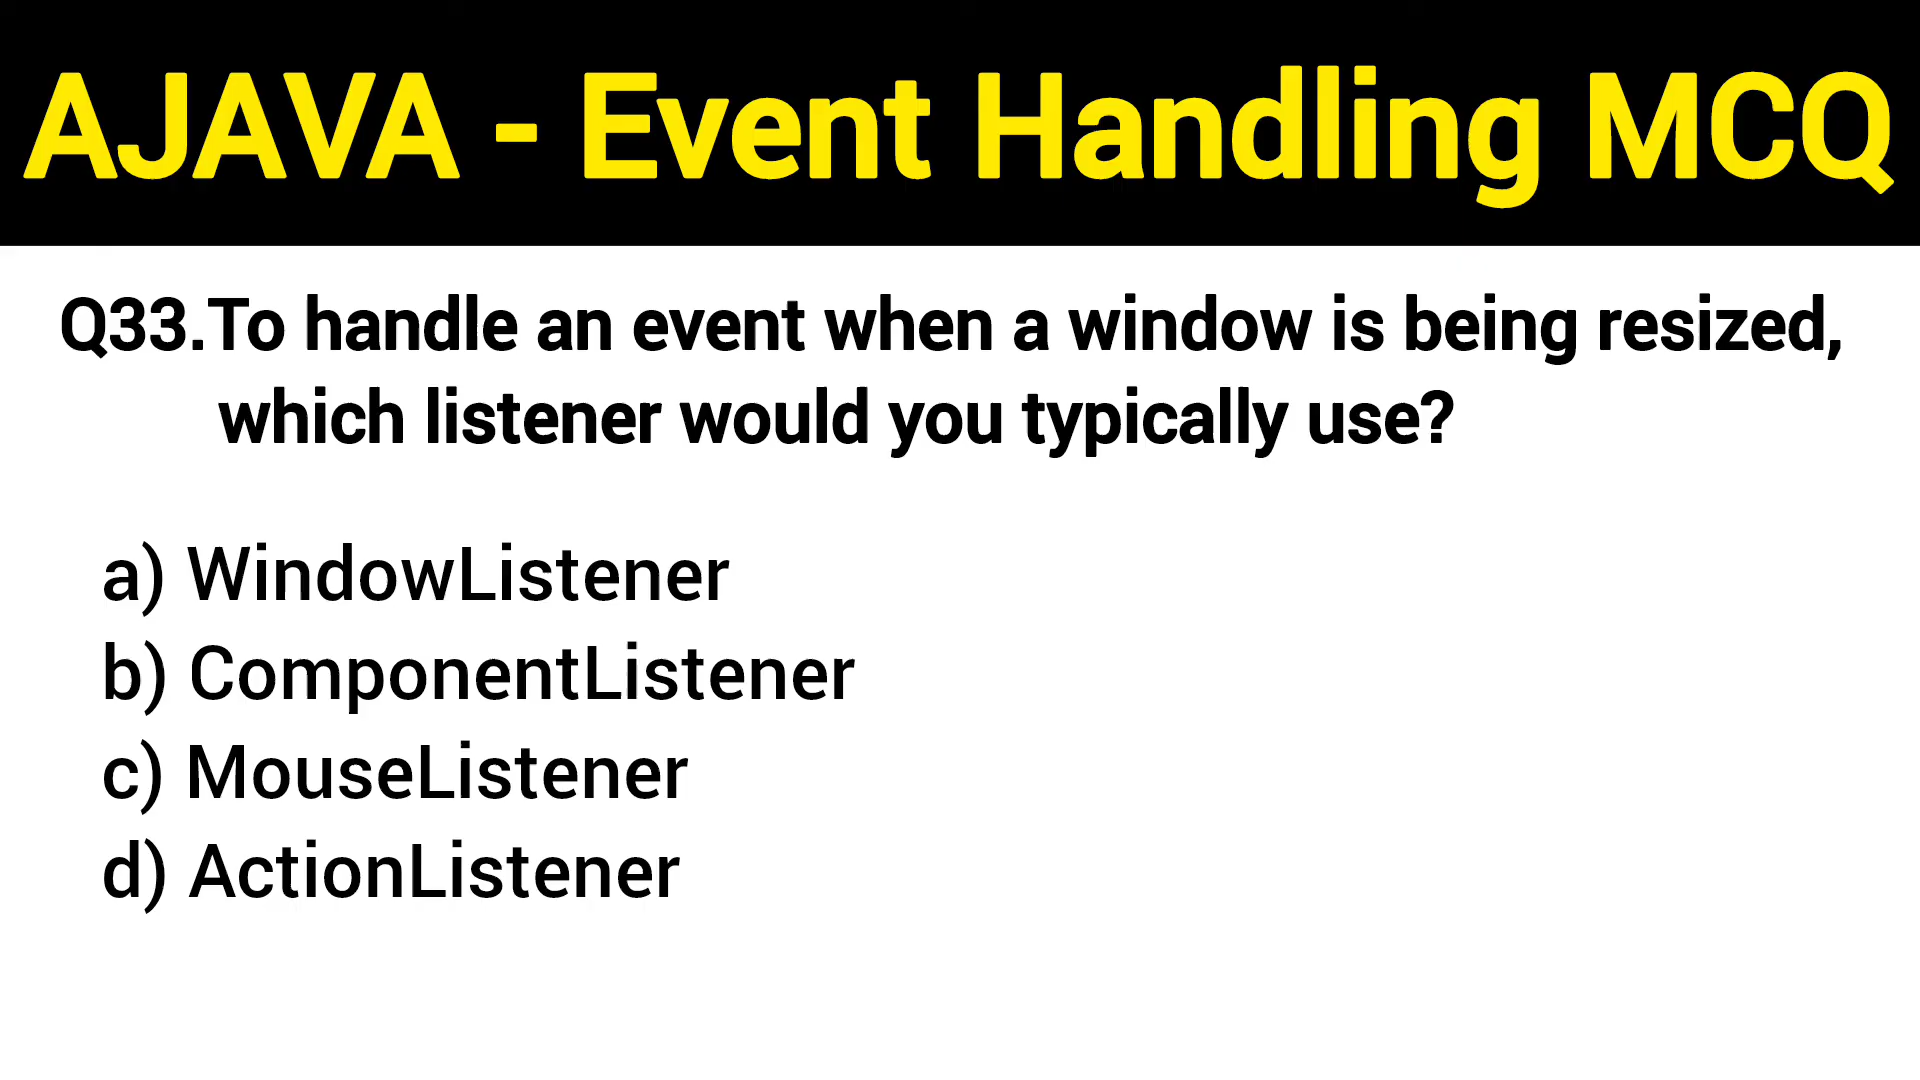 AJAVA - Event Handling MCQ
Q33.To handle an event when a window is being resized,
which listener would you typically use?
a) WindowListener
b) ComponentListener
c) MouseListener
d) ActionListener